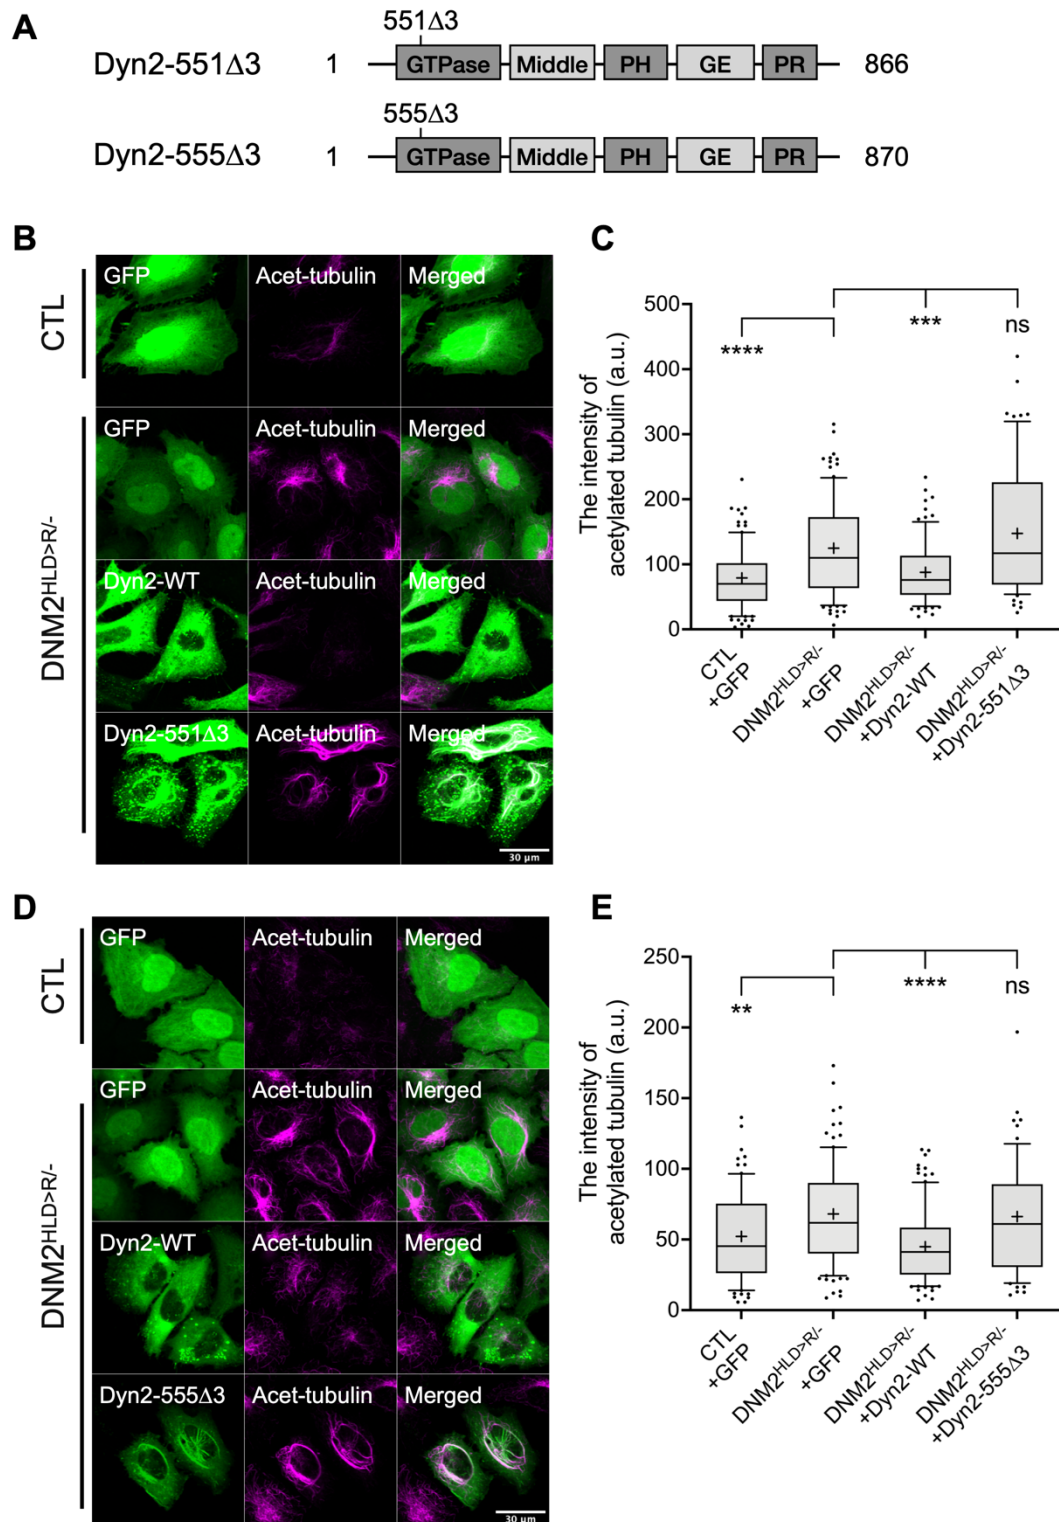 A
551Δ3
Dyn2-551Δ3 1 GTPase Middle PH GE PR 866
555Δ3
Dyn2-555Δ3 1 GTPase Middle PH GE PR 870
B
CTL
GFP Acet-tubulin Merged
DNM2HLD>R/-
GFP Acet-tubulin Merged
Dyn2-WT Acet-tubulin Merged
Dyn2-551Δ3 Acet-tubulin Merged
30 µm
C
The intensity of
acetylated tubulin (a.u.)
500
400
300
200
100
0
****
***
ns
CTL
+GFP
DNM2HLD>R/-
+GFP
DNM2HLD>R/-
+Dyn2-WT
DNM2HLD>R/-
+Dyn2-551Δ3
D
CTL
GFP Acet-tubulin Merged
DNM2HLD>R/-
GFP Acet-tubulin Merged
Dyn2-WT Acet-tubulin Merged
Dyn2-555Δ3 Acet-tubulin Merged
30 µm
E
The intensity of
acetylated tubulin (a.u.)
250
200
150
100
50
0
**
****
ns
CTL
+GFP
DNM2HLD>R/-
+GFP
DNM2HLD>R/-
+Dyn2-WT
DNM2HLD>R/-
+Dyn2-555Δ3